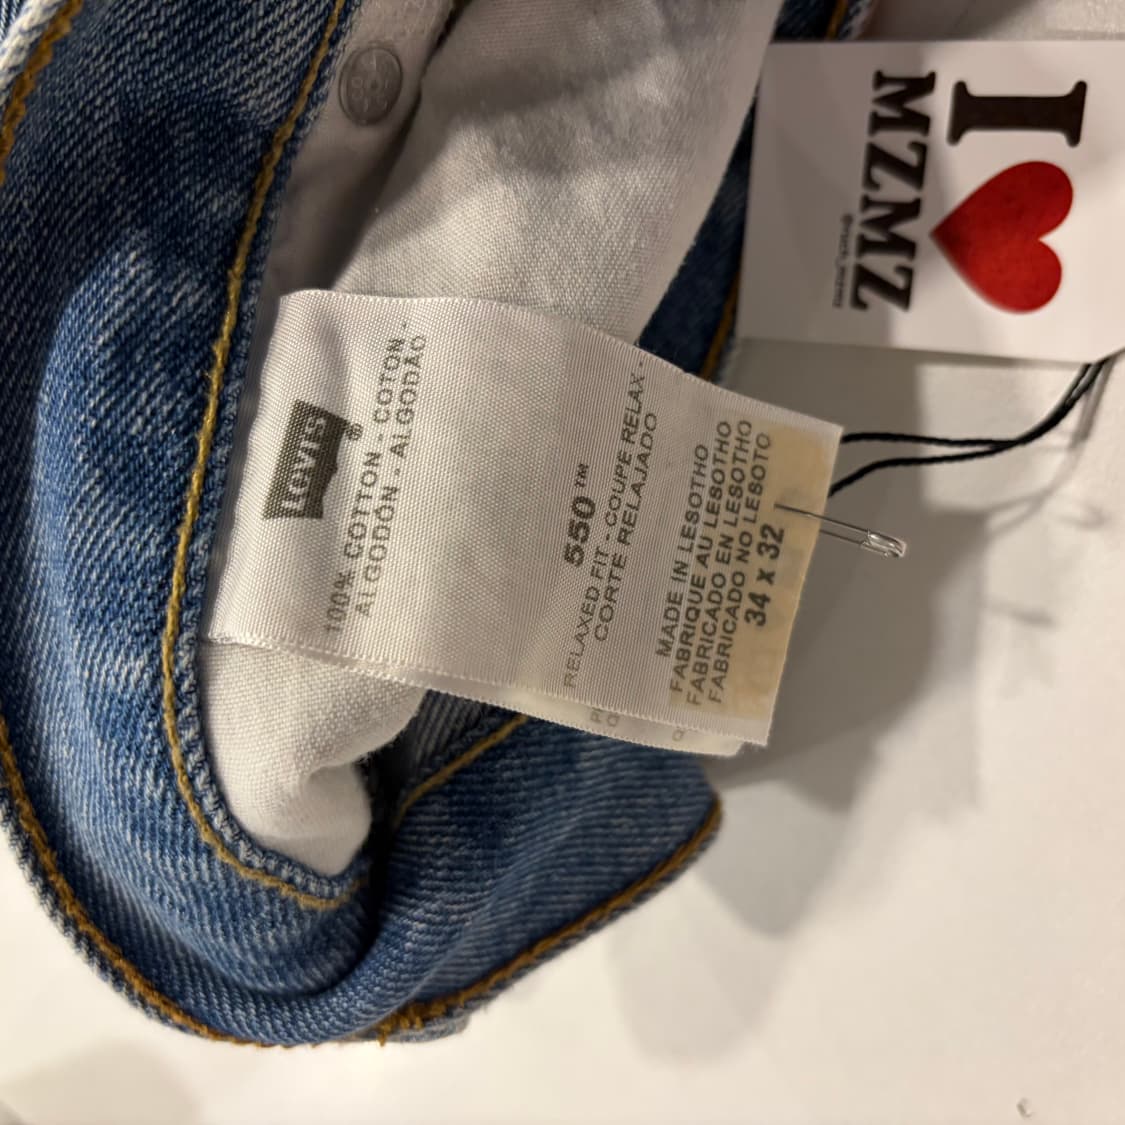 I ❤
MZMZ
Levi's
100% COTTON - COTON -
ALGODÓN - ALGODÃO
550™
RELAXED FIT - COUPE RELAX -
CORTE RELAJADO
MADE IN LESOTHO
FABRIQUE AU LESOTHO
FABRICADO EN LESOTHO
FABRICADO NO LESOTO
34 x 32